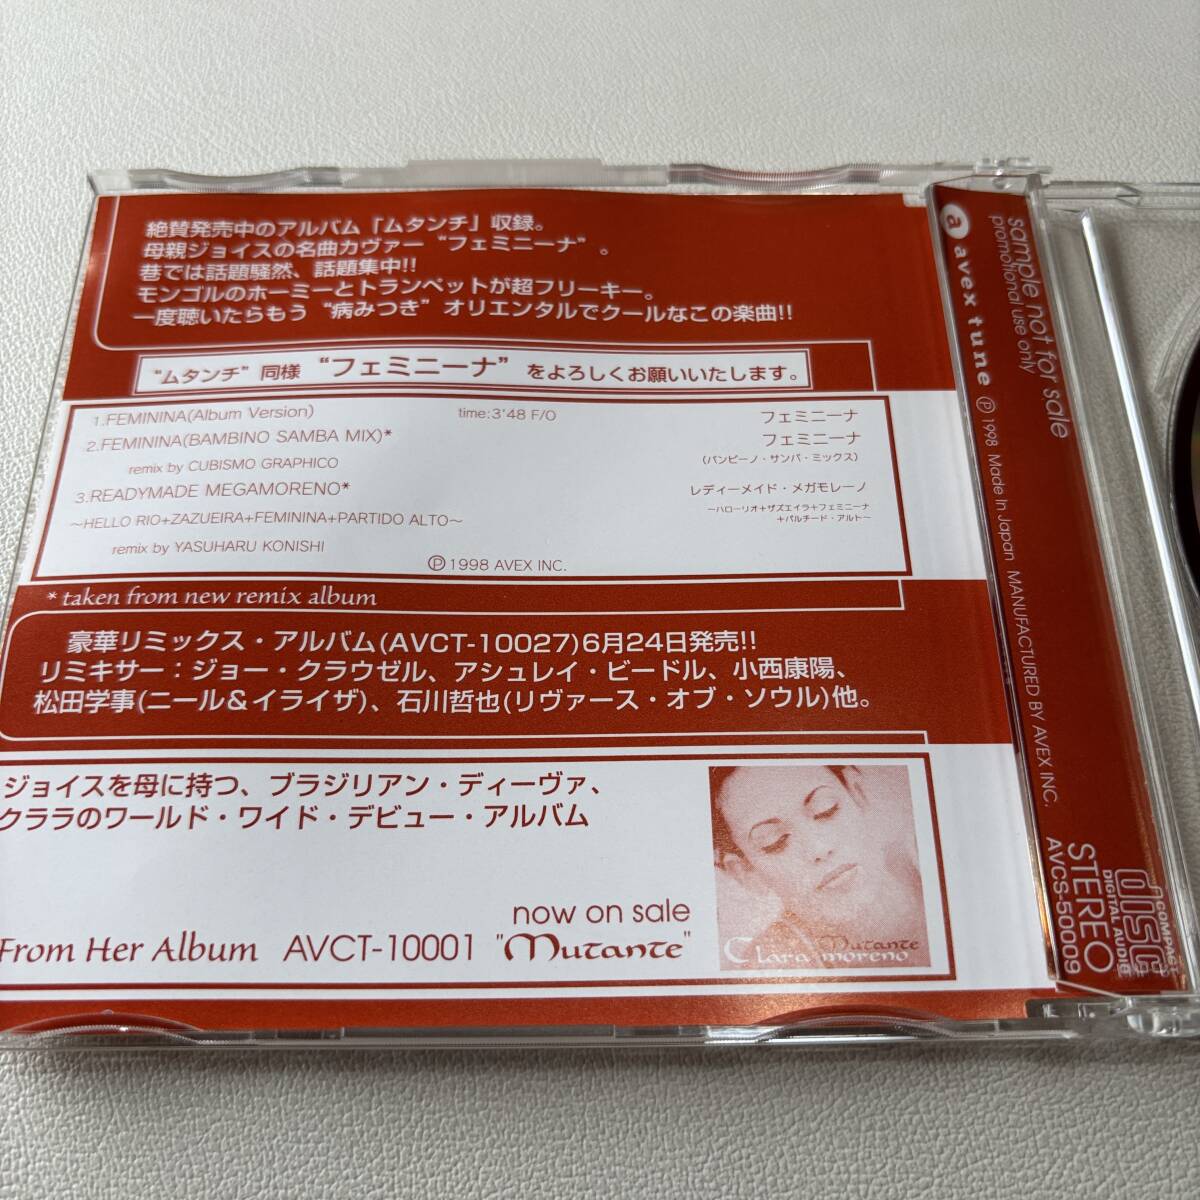 絶賛発売中のアルバム「ムタンチ」収録。
母親ジョイスの名曲カヴァー“フェミニーナ”。
巷では話題騒然、話題集中!!
モンゴルのホーミーとトランペットが超フリーキー。
一度聴いたらもう“病みつき”オリエンタルでクールなこの楽曲!!
“ムタンチ”同様 “フェミニーナ” をよろしくお願いいたします。
1.FEMININA(Album Version) time:3'48 F/O フェミニーナ
2.FEMININA(BAMBINO SAMBA MIX)* フェミニーナ
remix by CUBISMO GRAPHICO (バンビーノ・サンバ・ミックス)
3.READYMADE MEGAMORENO* レディーメイド・メガモレーノ
～HELLO RIO+ZAZUEIRA+FEMININA+PARTIDO ALTO～ ～ハローリオ+サズエイラ+フェミニーナ
+パルチード・アルト～
remix by YASUHARU KONISHI
Ⓟ1998 AVEX INC.
* taken from new remix album
豪華リミックス・アルバム(AVCT-10027)6月24日発売!!
リミキサー：ジョー・クラウゼル、アシュレイ・ビードル、小西康陽、
松田学事(ニール&イライザ)、石川哲也(リヴァース・オブ・ソウル)他。
ジョイスを母に持つ、ブラジリアン・ディーヴァ、
クララのワールド・ワイド・デビュー・アルバム
now on sale
From Her Album AVCT-10001 "Mutante"
Mutante
Clara moreno
sample not for sale
promotional use only
a avex tune Ⓟ1998 Made In Japan MANUFACTURED BY AVEX INC.
STEREO
AVCS-50009
COMPACT
disc
DIGITAL AUDIO